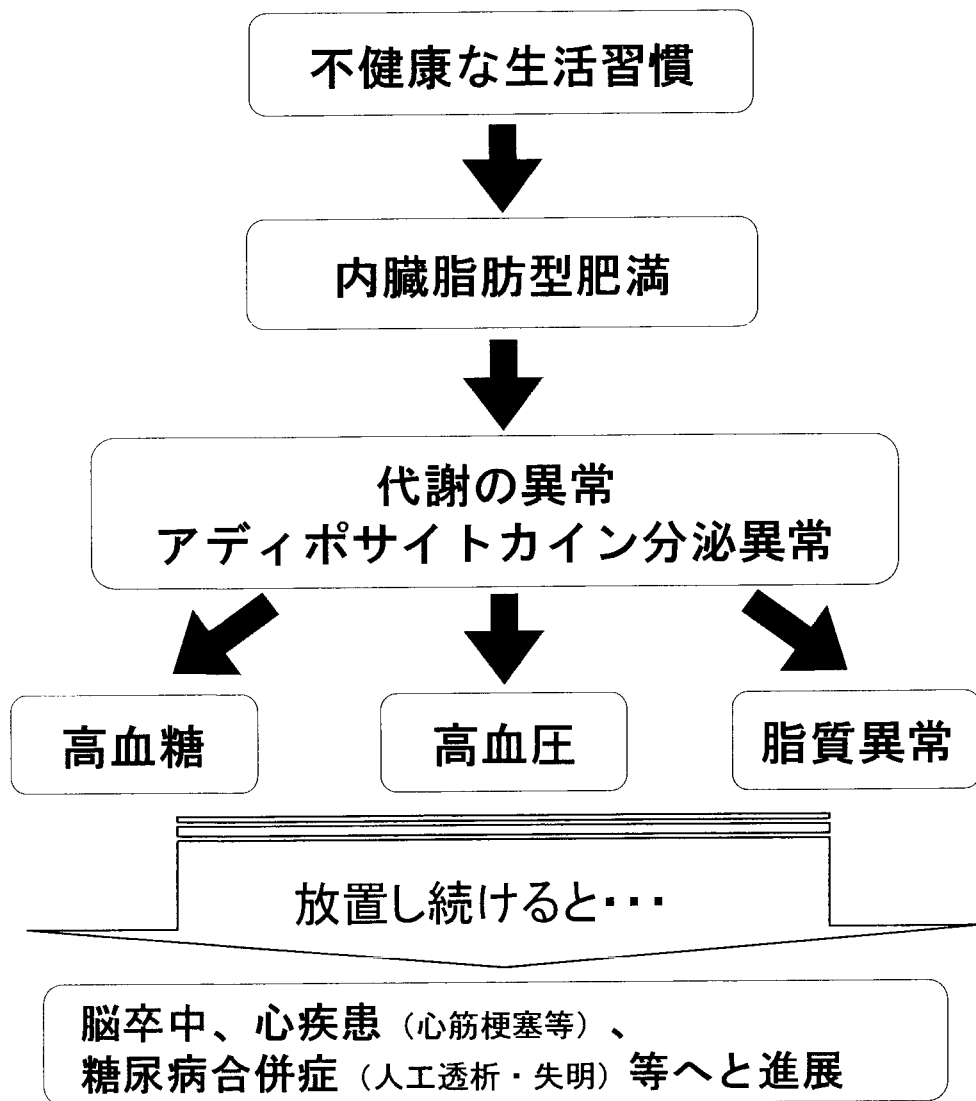 不健康な生活習慣
内臓脂肪型肥満
代謝の異常
アディポサイトカイン分泌異常
高血糖
高血圧
脂質異常
放置し続けると・・・
脳卒中、心疾患（心筋梗塞等）、
糖尿病合併症（人工透析・失明）等へと進展